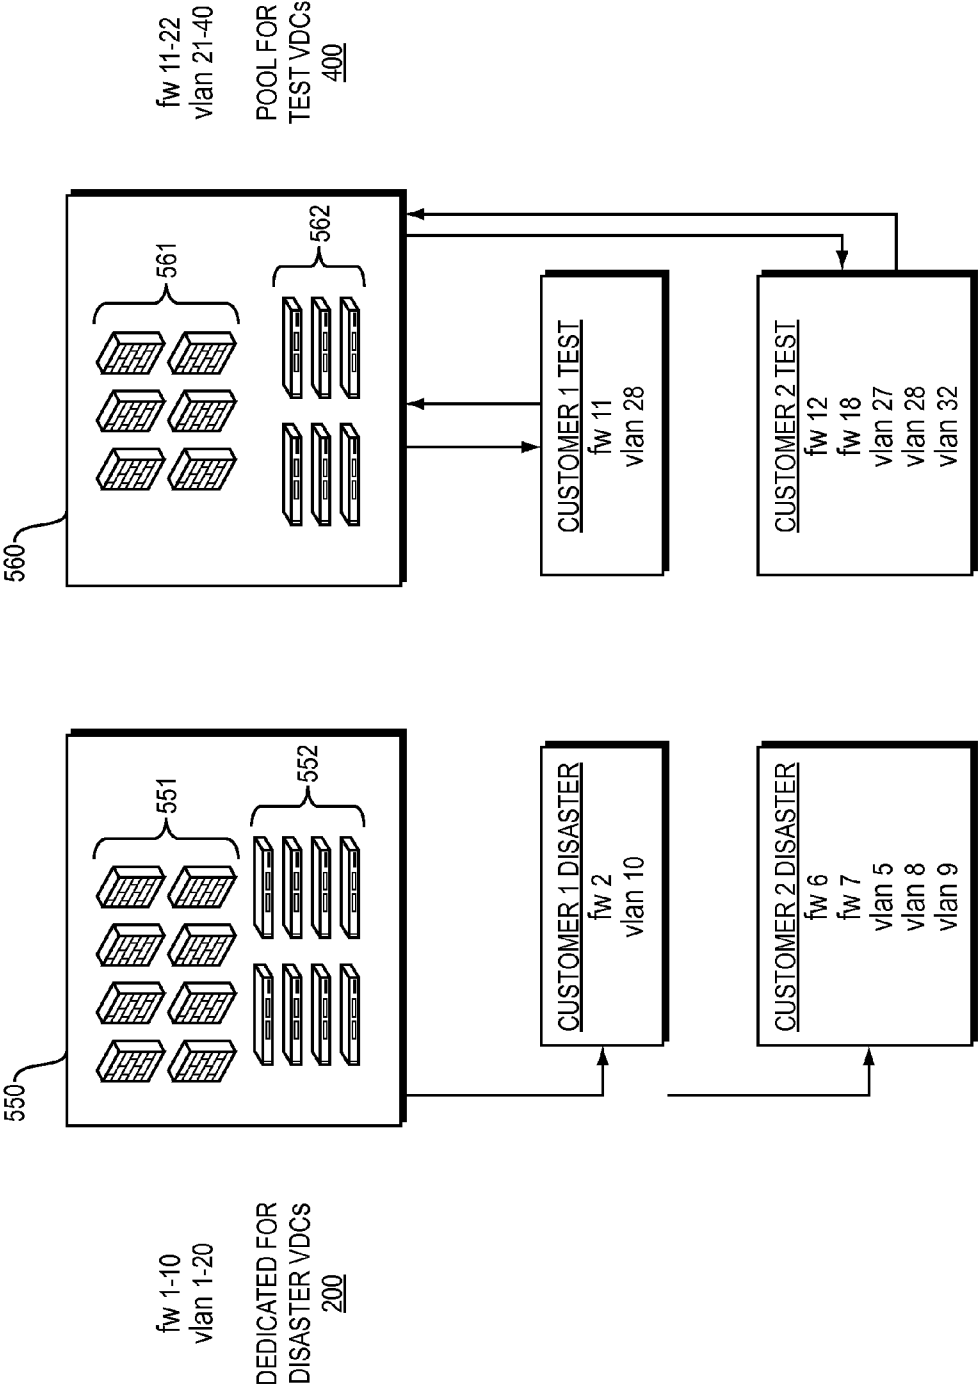 fw 1-10
vlan 1-20
DEDICATED FOR
DISASTER VDCs
200
550
551
552
CUSTOMER 1 DISASTER
fw 2
vlan 10
CUSTOMER 2 DISASTER
fw 6
fw 7
vlan 5
vlan 8
vlan 9
fw 11-22
vlan 21-40
POOL FOR
TEST VDCs
400
560
561
562
CUSTOMER 1 TEST
fw 11
vlan 28
CUSTOMER 2 TEST
fw 12
fw 18
vlan 27
vlan 28
vlan 32